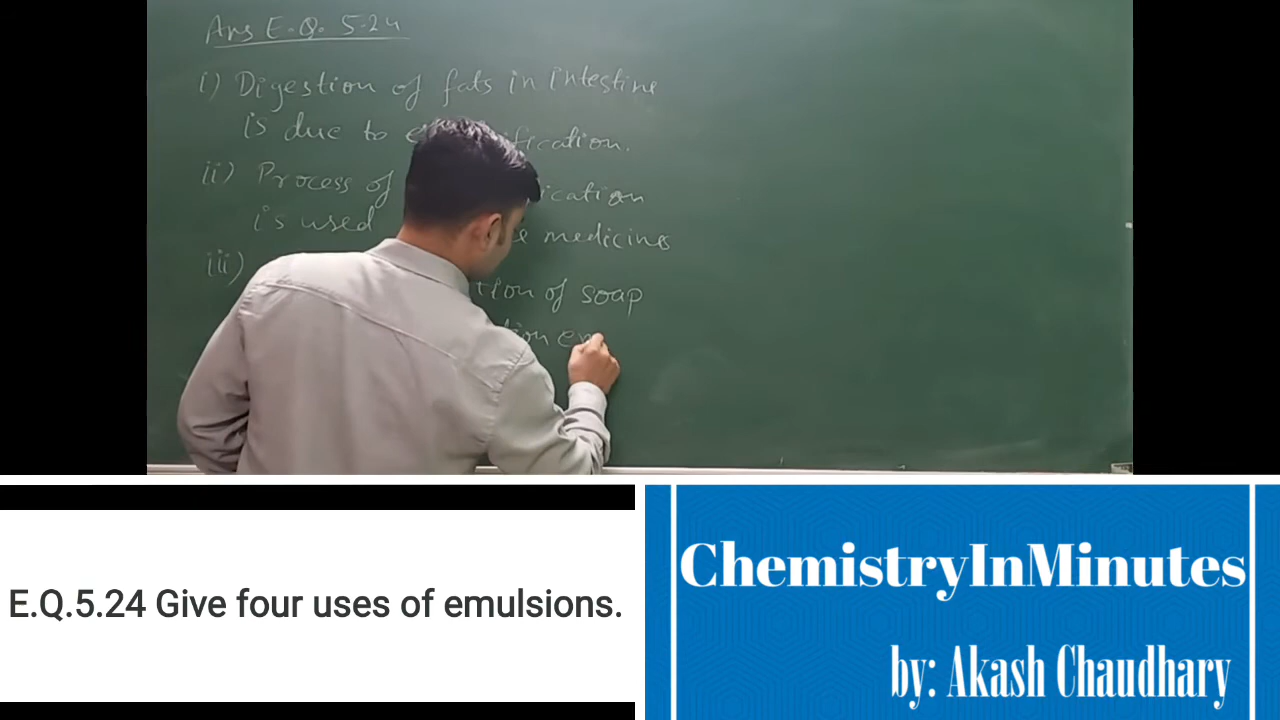 Ans E.Q. 5.24
i) Digestion of fats in intestine
is due to
ii) Process of
is used medicines
iii)
of soap
E.Q.5.24 Give four uses of emulsions.
ChemistryInMinutes
by: Akash Chaudhary